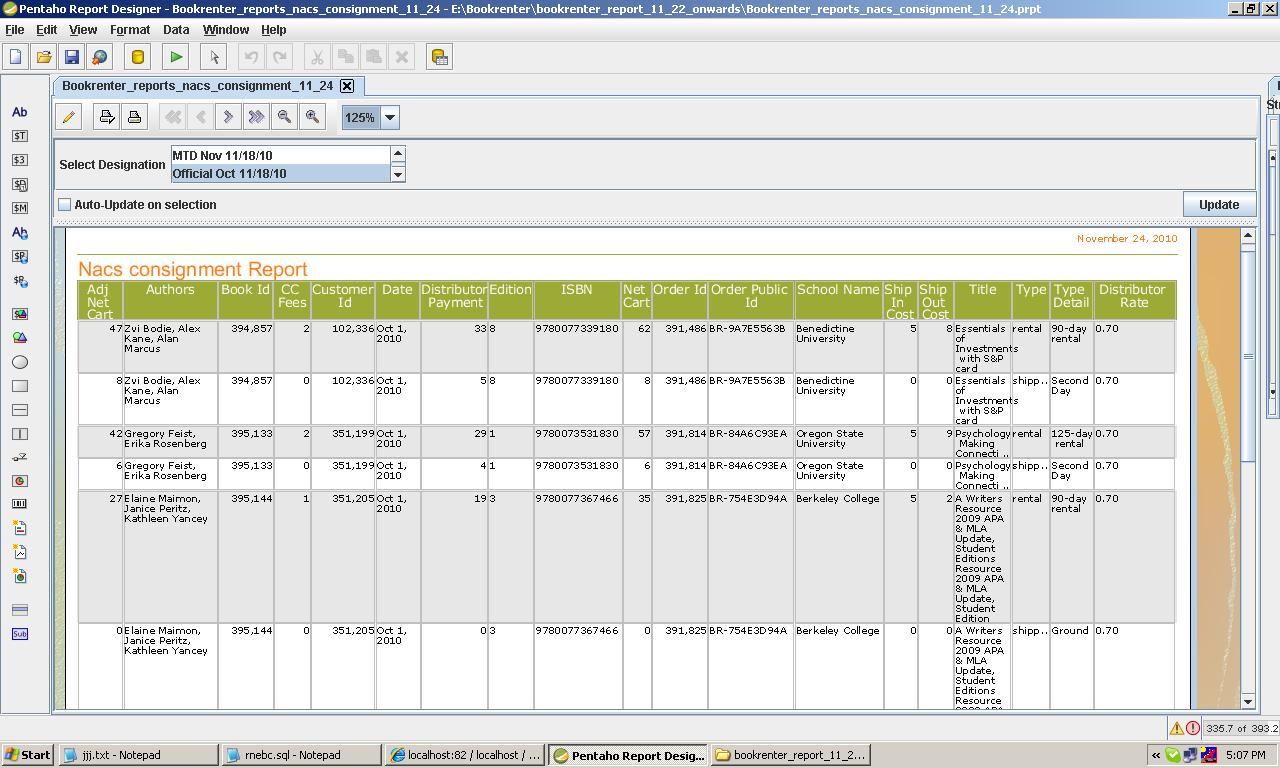 Pentaho Report Designer - Bookrenter_reports_nacs_consignment_11_24 - E:\Bookrenter\bookrenter_report_11_22_onwards\Bookrenter_reports_nacs_consignment_11_24.prpt
File Edit View Format Data Window Help
Bookrenter_reports_nacs_consignment_11_24
125%
Select Designation
MTD Nov 11/18/10
Official Oct 11/18/10
Auto-Update on selection
Update
November 24, 2010
Nacs consignment Report
Adj Authors Book Id CC Customer Date Distributor Edition ISBN Net Order Id Order Public School Name Ship Ship Title Type Type Distributor
Net Fees Id Payment Cart Id In Out Detail Rate
Cart Cost Cost
47 Zvi Bodie, Alex 394,857 2 102,336 Oct 1, 33 8 9780077339180 62 391,486 BR-9A7E5563B Benedictine 5 8 Essentials rental 90-day 0.70
Kane, Alan 2010 University of rental
Marcus Investments
with S&P
card
8 Zvi Bodie, Alex 394,857 0 102,336 Oct 1, 5 8 9780077339180 8 391,486 BR-9A7E5563B Benedictine 0 0 Essentials shipp.. Second 0.70
Kane, Alan 2010 University of Day
Marcus Investments
with S&P
card
42 Gregory Feist, 395,133 2 351,199 Oct 1, 29 1 9780073531830 57 391,814 BR-84A6C93EA Oregon State 5 9 Psychology rental 125-day 0.70
Erika Rosenberg 2010 University Making rental
Connecti ..
6 Gregory Feist, 395,133 0 351,199 Oct 1, 4 1 9780073531830 6 391,814 BR-84A6C93EA Oregon State 0 0 Psychology shipp.. Second 0.70
Erika Rosenberg 2010 University Making Day
Connecti ..
27 Elaine Maimon, 395,144 1 351,205 Oct 1, 19 3 9780077367466 35 391,825 BR-754E3D94A Berkeley College 5 2 A Writers rental 90-day 0.70
Janice Peritz, 2010 Resource rental
Kathleen Yancey 2009 APA
& MLA
Update,
Student
Editions
Resource
2009 APA
& MLA
Update,
Student
Edition
0 Elaine Maimon, 395,144 0 351,205 Oct 1, 0 3 9780077367466 0 391,825 BR-754E3D94A Berkeley College 0 0 A Writers shipp.. Ground 0.70
Janice Peritz, 2010 Resource
Kathleen Yancey 2009 APA
& MLA
Update,
Student
Editions
Resource
335.7 of 393.2
Start jjj.txt - Notepad rnebc.sql - Notepad localhost:82 / localhost / ... Pentaho Report Desig... bookrenter_report_11_2... 5:07 PM